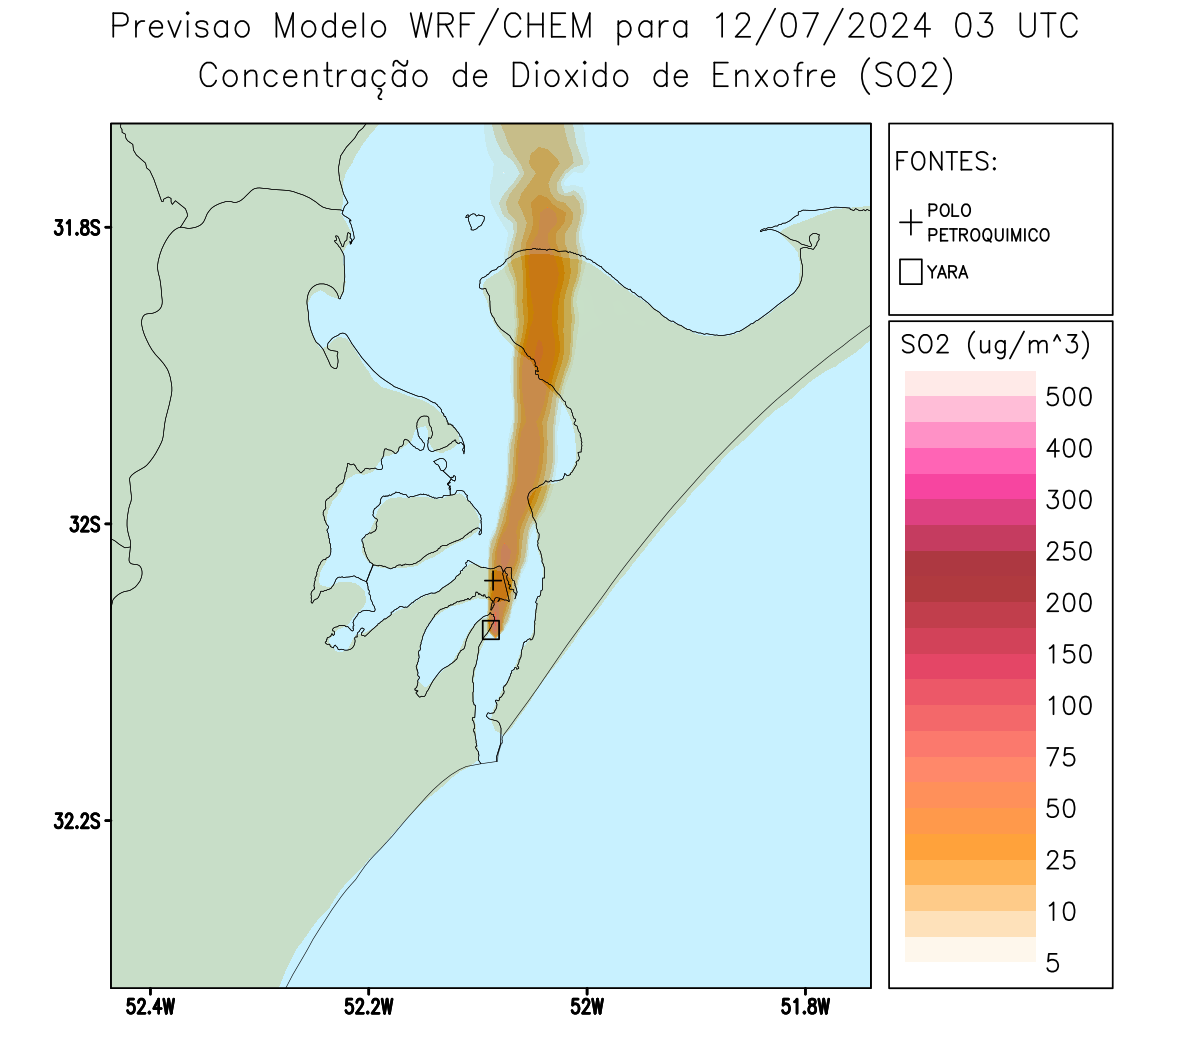 Previsao Modelo WRF/CHEM para 12/07/2024 03 UTC
Concentração de Dioxido de Enxofre (SO2)
FONTES:
POLO
PETROQUIMICO
YARA
31.8S
32S
32.2S
52.4W
52.2W
52W
51.8W
SO2 (ug/m^3)
500
400
300
250
200
150
100
75
50
25
10
5